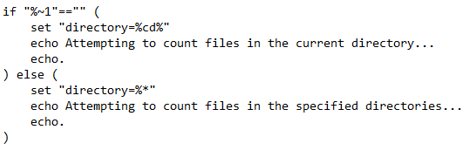 if "%~1"=="" (
    set "directory=%cd%"
    echo Attempting to count files in the current directory...
    echo.
) else (
    set "directory=%*"
    echo Attempting to count files in the specified directories...
    echo.
)